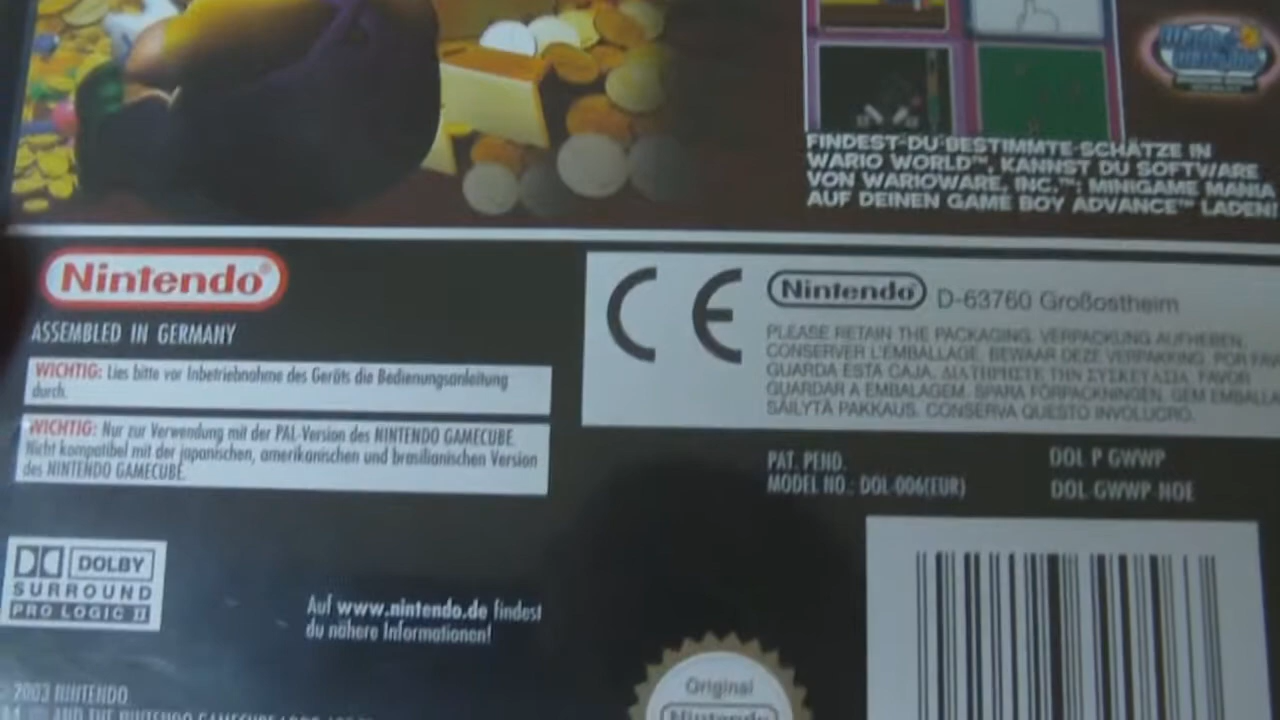 FINDEST DU BESTIMMTE SCHÄTZE IN
WARIO WORLD™, KANNST DU SOFTWARE
VON WARIOWARE, INC.™: MINIGAME MANIA
AUF DEINEN GAME BOY ADVANCE™ LADEN!
Nintendo®
ASSEMBLED IN GERMANY
WICHTIG: Lies bitte vor Inbetriebnahme des Geräts die Bedienungsanleitung
durch.
WICHTIG: Nur zur Verwendung mit der PAL-Version des NINTENDO GAMECUBE.
Nicht kompatibel mit der japanischen, amerikanischen und brasilianischen Version
des NINTENDO GAMECUBE.
CE
Nintendo® D-63760 Großostheim
PLEASE RETAIN THE PACKAGING. VERPACKUNG AUFHEBEN.
CONSERVER L'EMBALLAGE. BEWAAR DEZE VERPAKKING. POR FAV
GUARDA ESTA CAJA. ΔΙΑΤΗΡΗΣΤΕ ΤΗΝ ΣΥΣΚΕΥΑΣΙΑ. FAVOR
GUARDAR A EMBALAGEM. SPARA FÖRPACKNINGEN. GEM EMBALLA
SÄILYTÄ PAKKAUS. CONSERVA QUESTO INVOLUCRO.
PAT. PEND.
MODEL NO.: DOL-006(EUR)
DOL P GWWP
DOL GWWP NOE
DOLBY
SURROUND
PRO LOGIC II
Auf www.nintendo.de findest
du nähere Informationen!
2003 NINTENDO.
AND THE NINTENDO GAMECUBE
Original
Nintendo